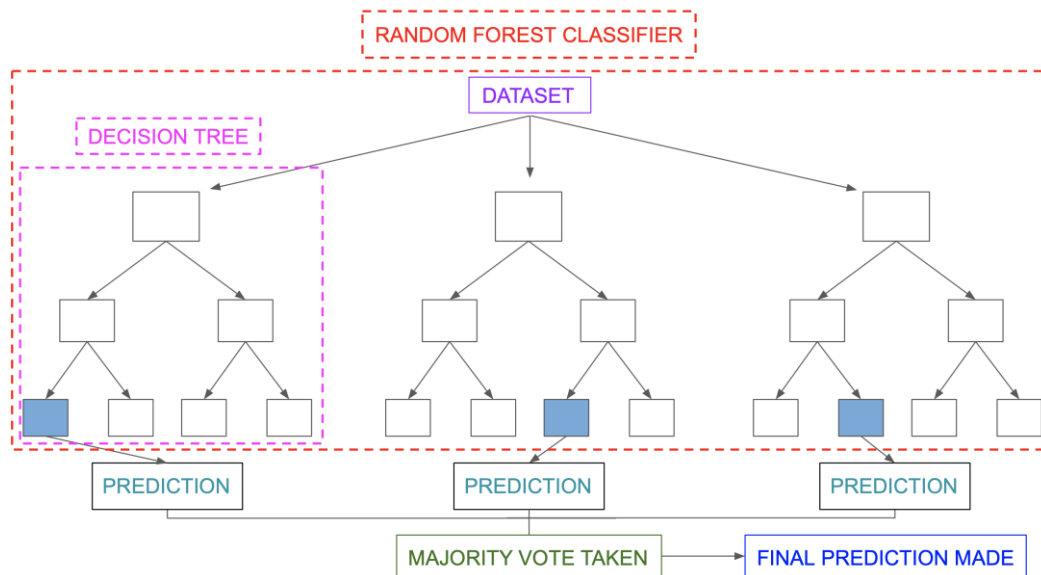 RANDOM FOREST CLASSIFIER
DATASET
DECISION TREE
PREDICTION
PREDICTION
PREDICTION
MAJORITY VOTE TAKEN
FINAL PREDICTION MADE